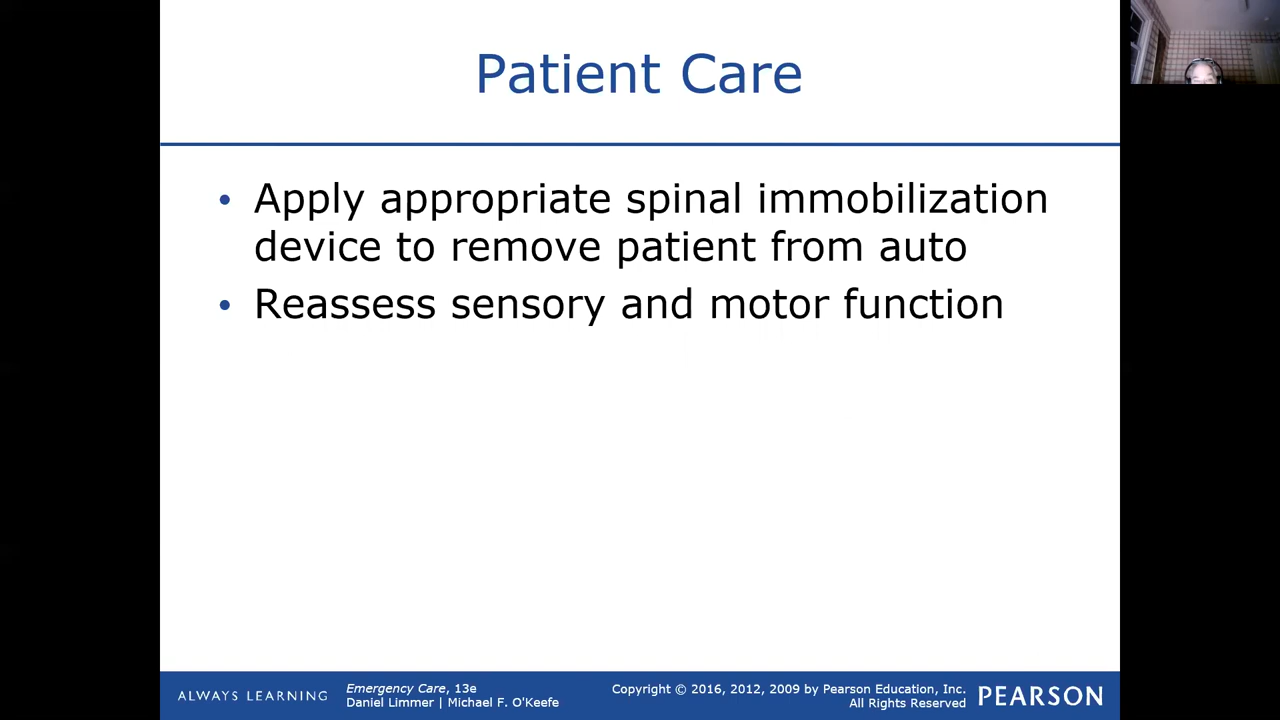 Patient Care
• Apply appropriate spinal immobilization
device to remove patient from auto
• Reassess sensory and motor function
ALWAYS LEARNING
Emergency Care, 13e
Daniel Limmer | Michael F. O'Keefe
Copyright © 2016, 2012, 2009 by Pearson Education, Inc.
All Rights Reserved
PEARSON